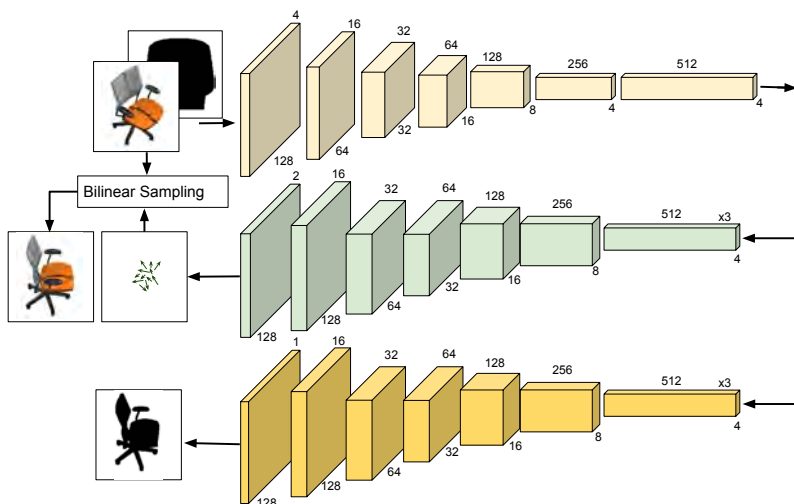 4 16 32 64 128 256 512
128 64 32 16 8 4 4
Bilinear Sampling
2 16 32 64 128 256 512 x3
128 128 64 32 16 8 4
1 16 32 64 128 256 512 x3
128 128 64 32 16 8 4